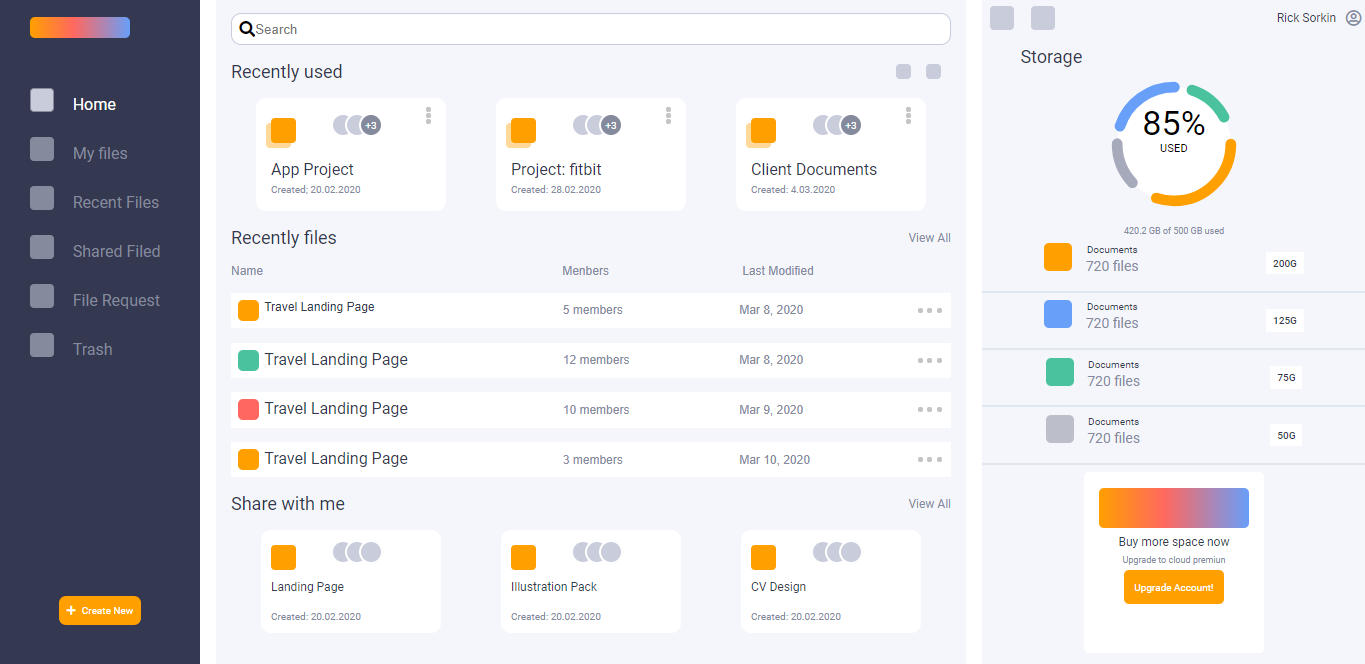 Home
My files
Recent Files
Shared Filed
File Request
Trash
+ Create New
Search
Recently used
+3
App Project
Created; 20.02.2020
+3
Project: fitbit
Created: 28.02.2020
+3
Client Documents
Created: 4.03.2020
Recently files
View All
Name Menbers Last Modified
Travel Landing Page 5 members Mar 8, 2020
Travel Landing Page 12 members Mar 8, 2020
Travel Landing Page 10 members Mar 9, 2020
Travel Landing Page 3 members Mar 10, 2020
Share with me
View All
Landing Page
Created: 20.02.2020
Illustration Pack
Created: 20.02.2020
CV Design
Created: 20.02.2020
Rick Sorkin
Storage
85%
USED
420.2 GB of 500 GB used
Documents
720 files
200G
Documents
720 files
125G
Documents
720 files
75G
Documents
720 files
50G
Buy more space now
Upgrade to cloud premiun
Upgrade Account!